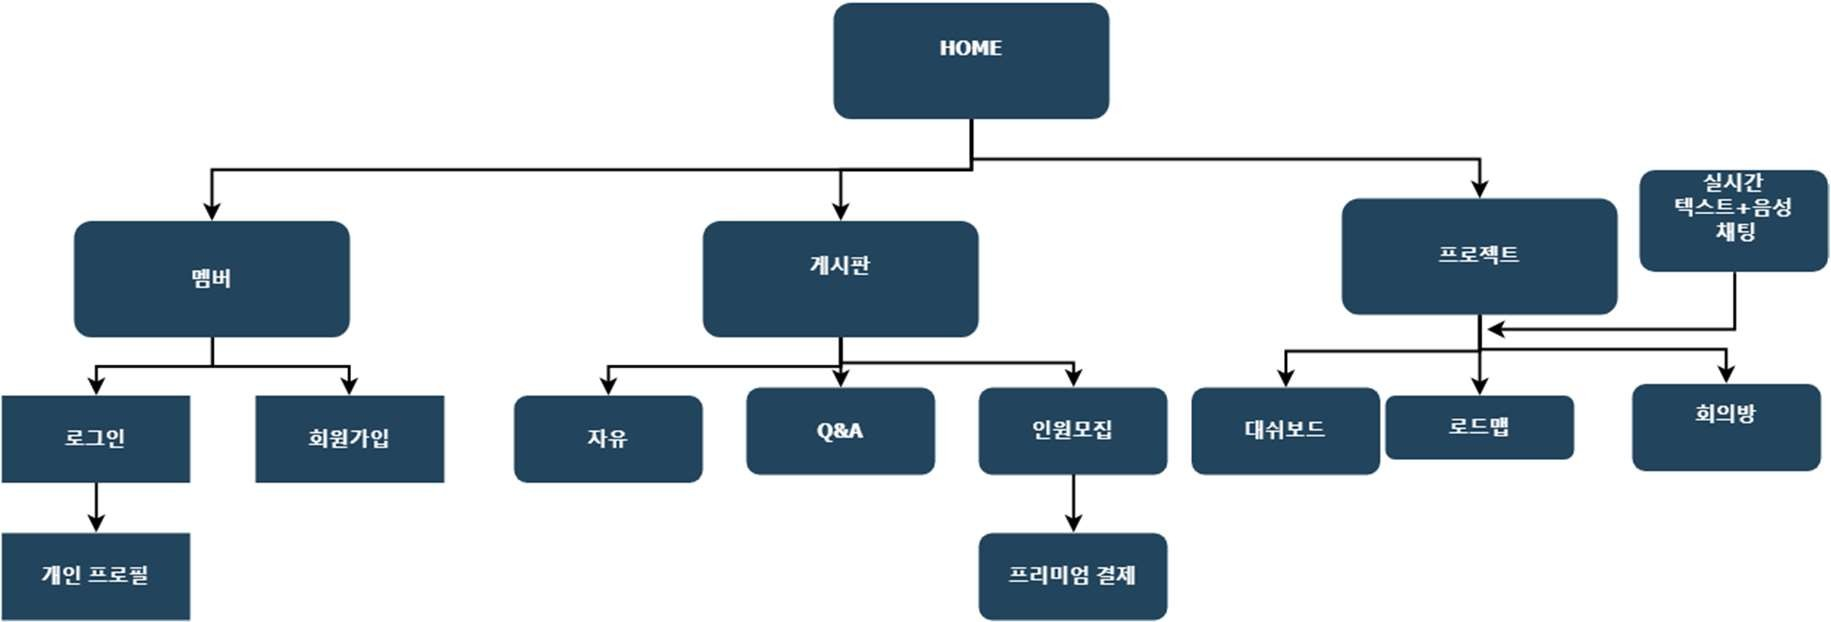 HOME
실시간
텍스트+음성
채팅
멤버
게시판
프로젝트
로그인
회원가입
자유
Q&A
인원모집
대쉬보드
로드맵
회의방
개인 프로필
프리미엄 결제